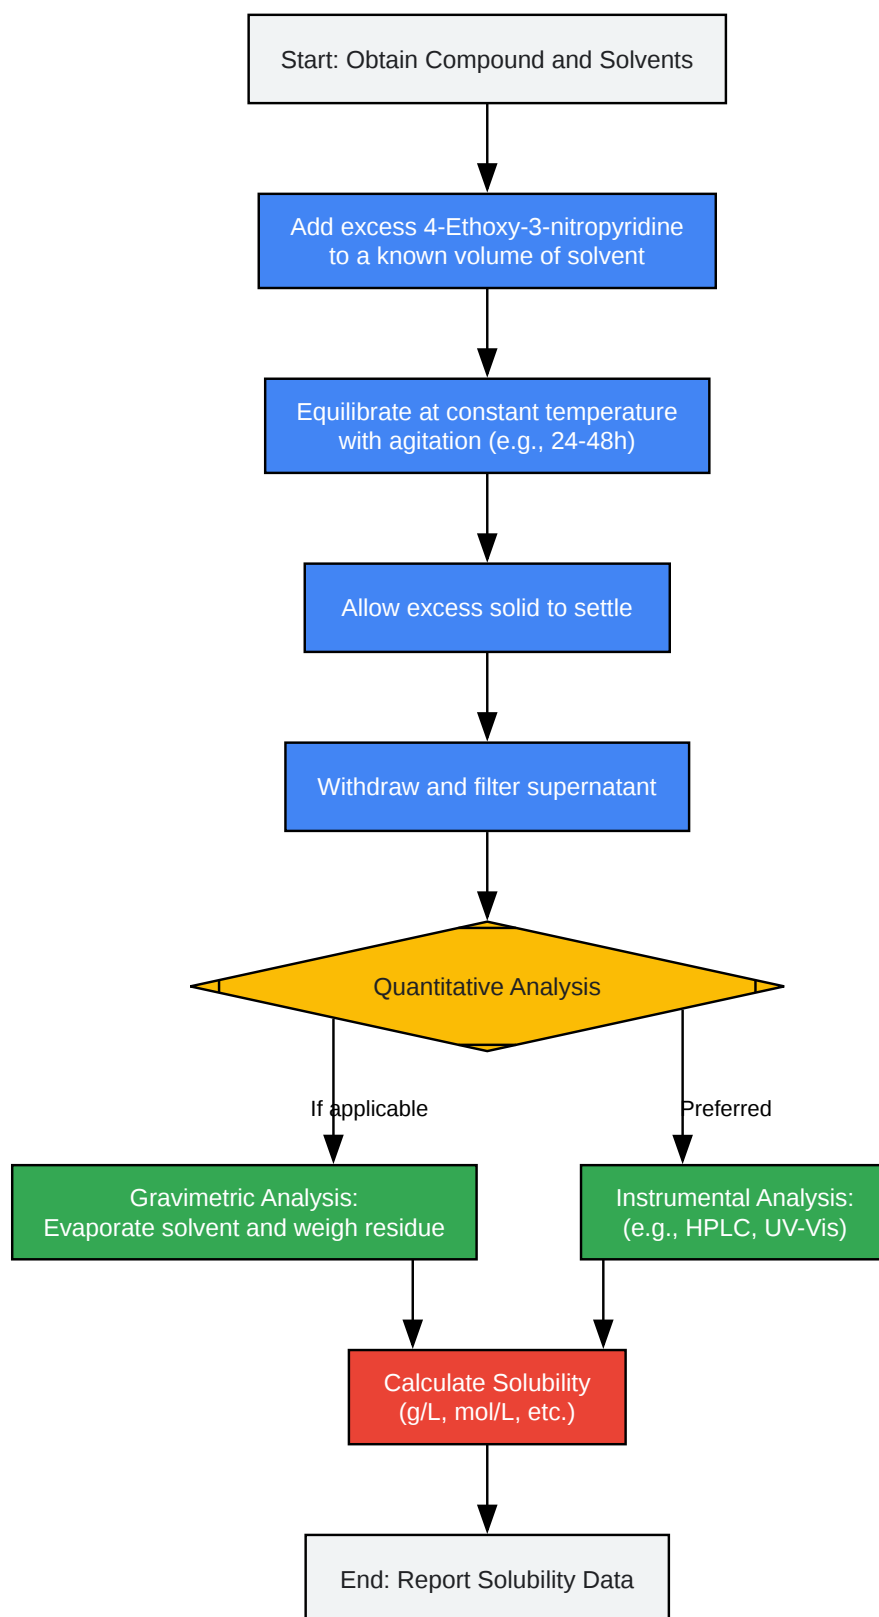 Start: Obtain Compound and Solvents
Add excess 4-Ethoxy-3-nitropyridine
to a known volume of solvent
Equilibrate at constant temperature
with agitation (e.g., 24-48h)
Allow excess solid to settle
Withdraw and filter supernatant
Quantitative Analysis
If applicable
Preferred
Gravimetric Analysis:
Evaporate solvent and weigh residue
Instrumental Analysis:
(e.g., HPLC, UV-Vis)
Calculate Solubility
(g/L, mol/L, etc.)
End: Report Solubility Data